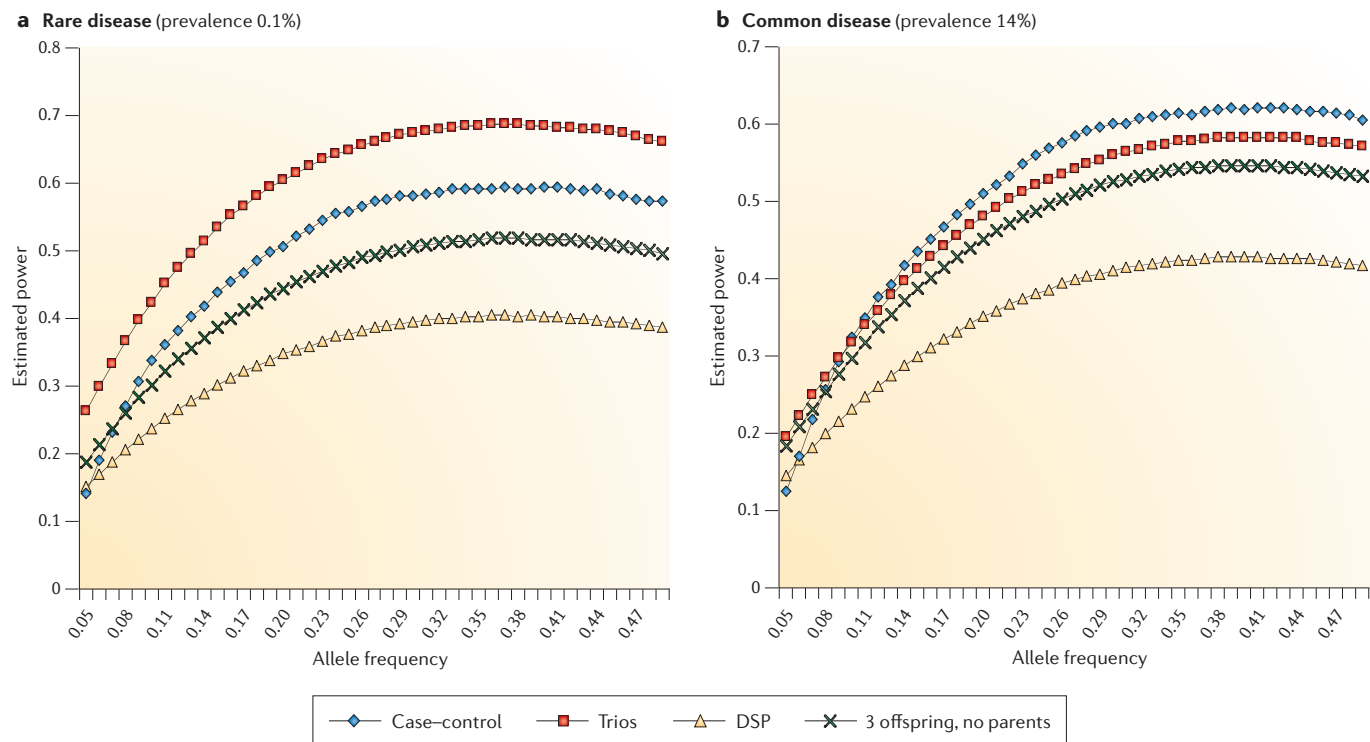 a Rare disease (prevalence 0.1%)
0.8
0.7
0.6
0.5
0.4
0.3
0.2
0.1
0
Estimated power
0.05 0.08 0.11 0.14 0.17 0.20 0.23 0.26 0.29 0.32 0.35 0.38 0.41 0.44 0.47
Allele frequency
b Common disease (prevalence 14%)
0.7
0.6
0.5
0.4
0.3
0.2
0.1
0
Estimated power
0.05 0.08 0.11 0.14 0.17 0.20 0.23 0.26 0.29 0.32 0.35 0.38 0.41 0.44 0.47
Allele frequency
Case–control Trios DSP 3 offspring, no parents